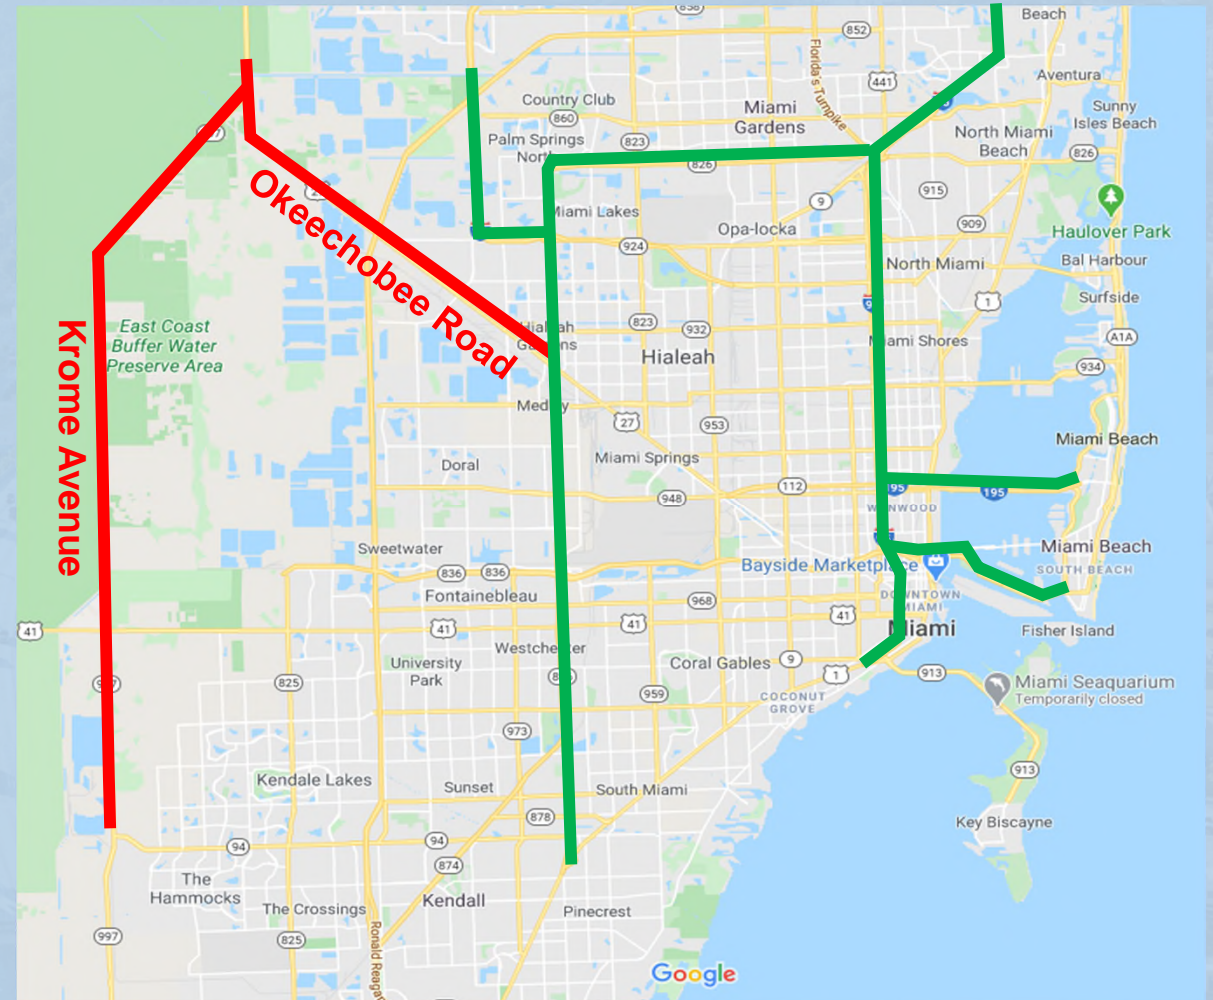 858
Beach
852
Florida's Turnpike
441
Aventura
Country Club
860
Miami
Gardens
Sunny
Isles Beach
Palm Springs
North
823
826
North Miami
Beach
826
Okeechobee Road
9
915
Miami Lakes
Opa-locka
909
Haulover Park
924
North Miami
Bal Harbour
1
Surfside
East Coast
Buffer Water
Preserve Area
Krome Avenue
Hialeah
Gardens
823
932
Hialeah
Miami Shores
A1A
934
Medley
27
953
Miami Beach
Doral
Miami Springs
948
112
195
195
WYNWOOD
Sweetwater
836
836
Bayside Marketplace
Miami Beach
SOUTH BEACH
Fontainebleau
968
DOWNTOWN
MIAMI
41
41
41
41
Miami
Fisher Island
Westchester
University
Park
Coral Gables
9
1
913
825
959
COCONUT
GROVE
Miami Seaquarium
Temporarily closed
973
Kendale Lakes
Sunset
South Miami
913
878
Key Biscayne
94
94
874
The
Hammocks
The Crossings
Kendall
Pinecrest
997
825
Ronald Reagan
Google